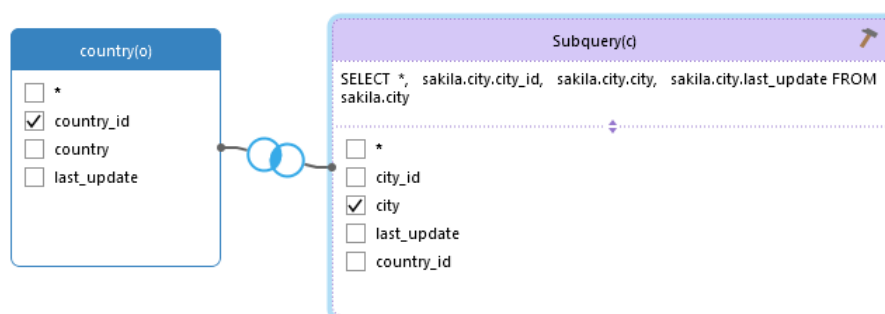 country(o)
*
country_id
country
last_update
Subquery(c)
SELECT *, sakila.city.city_id, sakila.city.city, sakila.city.last_update FROM
sakila.city
*
city_id
city
last_update
country_id